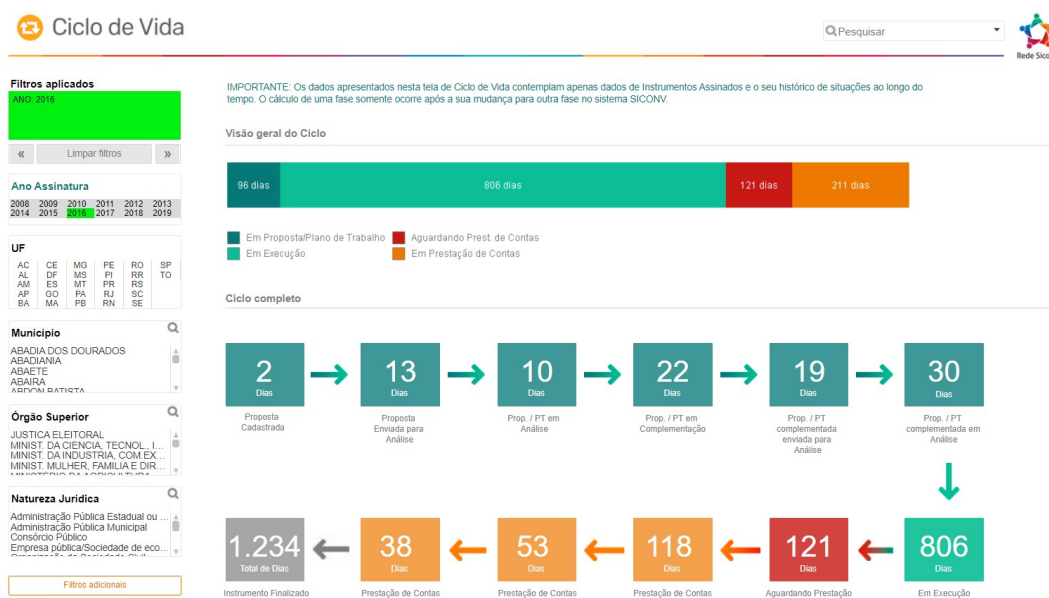 Ciclo de Vida
Pesquisar
Rede Sico
Filtros aplicados
ANO: 2016
Limpar filtros
Ano Assinatura
2008 2009 2010 2011 2012 2013
2014 2015 2016 2017 2018 2019
UF
AC CE MG PE RO SP
AL DF MS PI RR TO
AM ES MT PR RS
AP GO PA RJ SC
BA MA PB RN SE
Municipio
ABADIA DOS DOURADOS
ABADIANIA
ABAETE
ABAIRA
ABDON BATISTA
Órgão Superior
JUSTICA ELEITORAL
MINIST. DA CIENCIA, TECNOL., I...
MINIST. DA INDUSTRIA, COM.EX...
MINIST. MULHER, FAMILIA E DIR...
MINISTÉRIO DA AGRICULTURA
Natureza Jurídica
Administração Pública Estadual ou ...
Administração Pública Municipal
Consórcio Público
Empresa pública/Sociedade de eco...
Organização da Sociedade Civil
Filtros adicionais
IMPORTANTE: Os dados apresentados nesta tela de Ciclo de Vida contemplam apenas dados de Instrumentos Assinados e o seu histórico de situações ao longo do
tempo. O cálculo de uma fase somente ocorre após a sua mudança para outra fase no sistema SICONV.
Visão geral do Ciclo
96 dias 806 dias 121 dias 211 dias
Em Proposta/Plano de Trabalho Aguardando Prest. de Contas
Em Execução Em Prestação de Contas
Ciclo completo
2 13 10 22 19 30
Dias Dias Dias Dias Dias Dias
Proposta Proposta Prop. / PT em Prop. / PT em Prop. / PT Prop. / PT
Cadastrada Enviada para Análise Complementação complementada complementada em
Análise enviada para Análise
Análise
1.234 38 53 118 121 806
Total de Dias Dias Dias Dias Dias Dias
Instrumento Finalizado Prestação de Contas Prestação de Contas Prestação de Contas Aguardando Prestação Em Execução